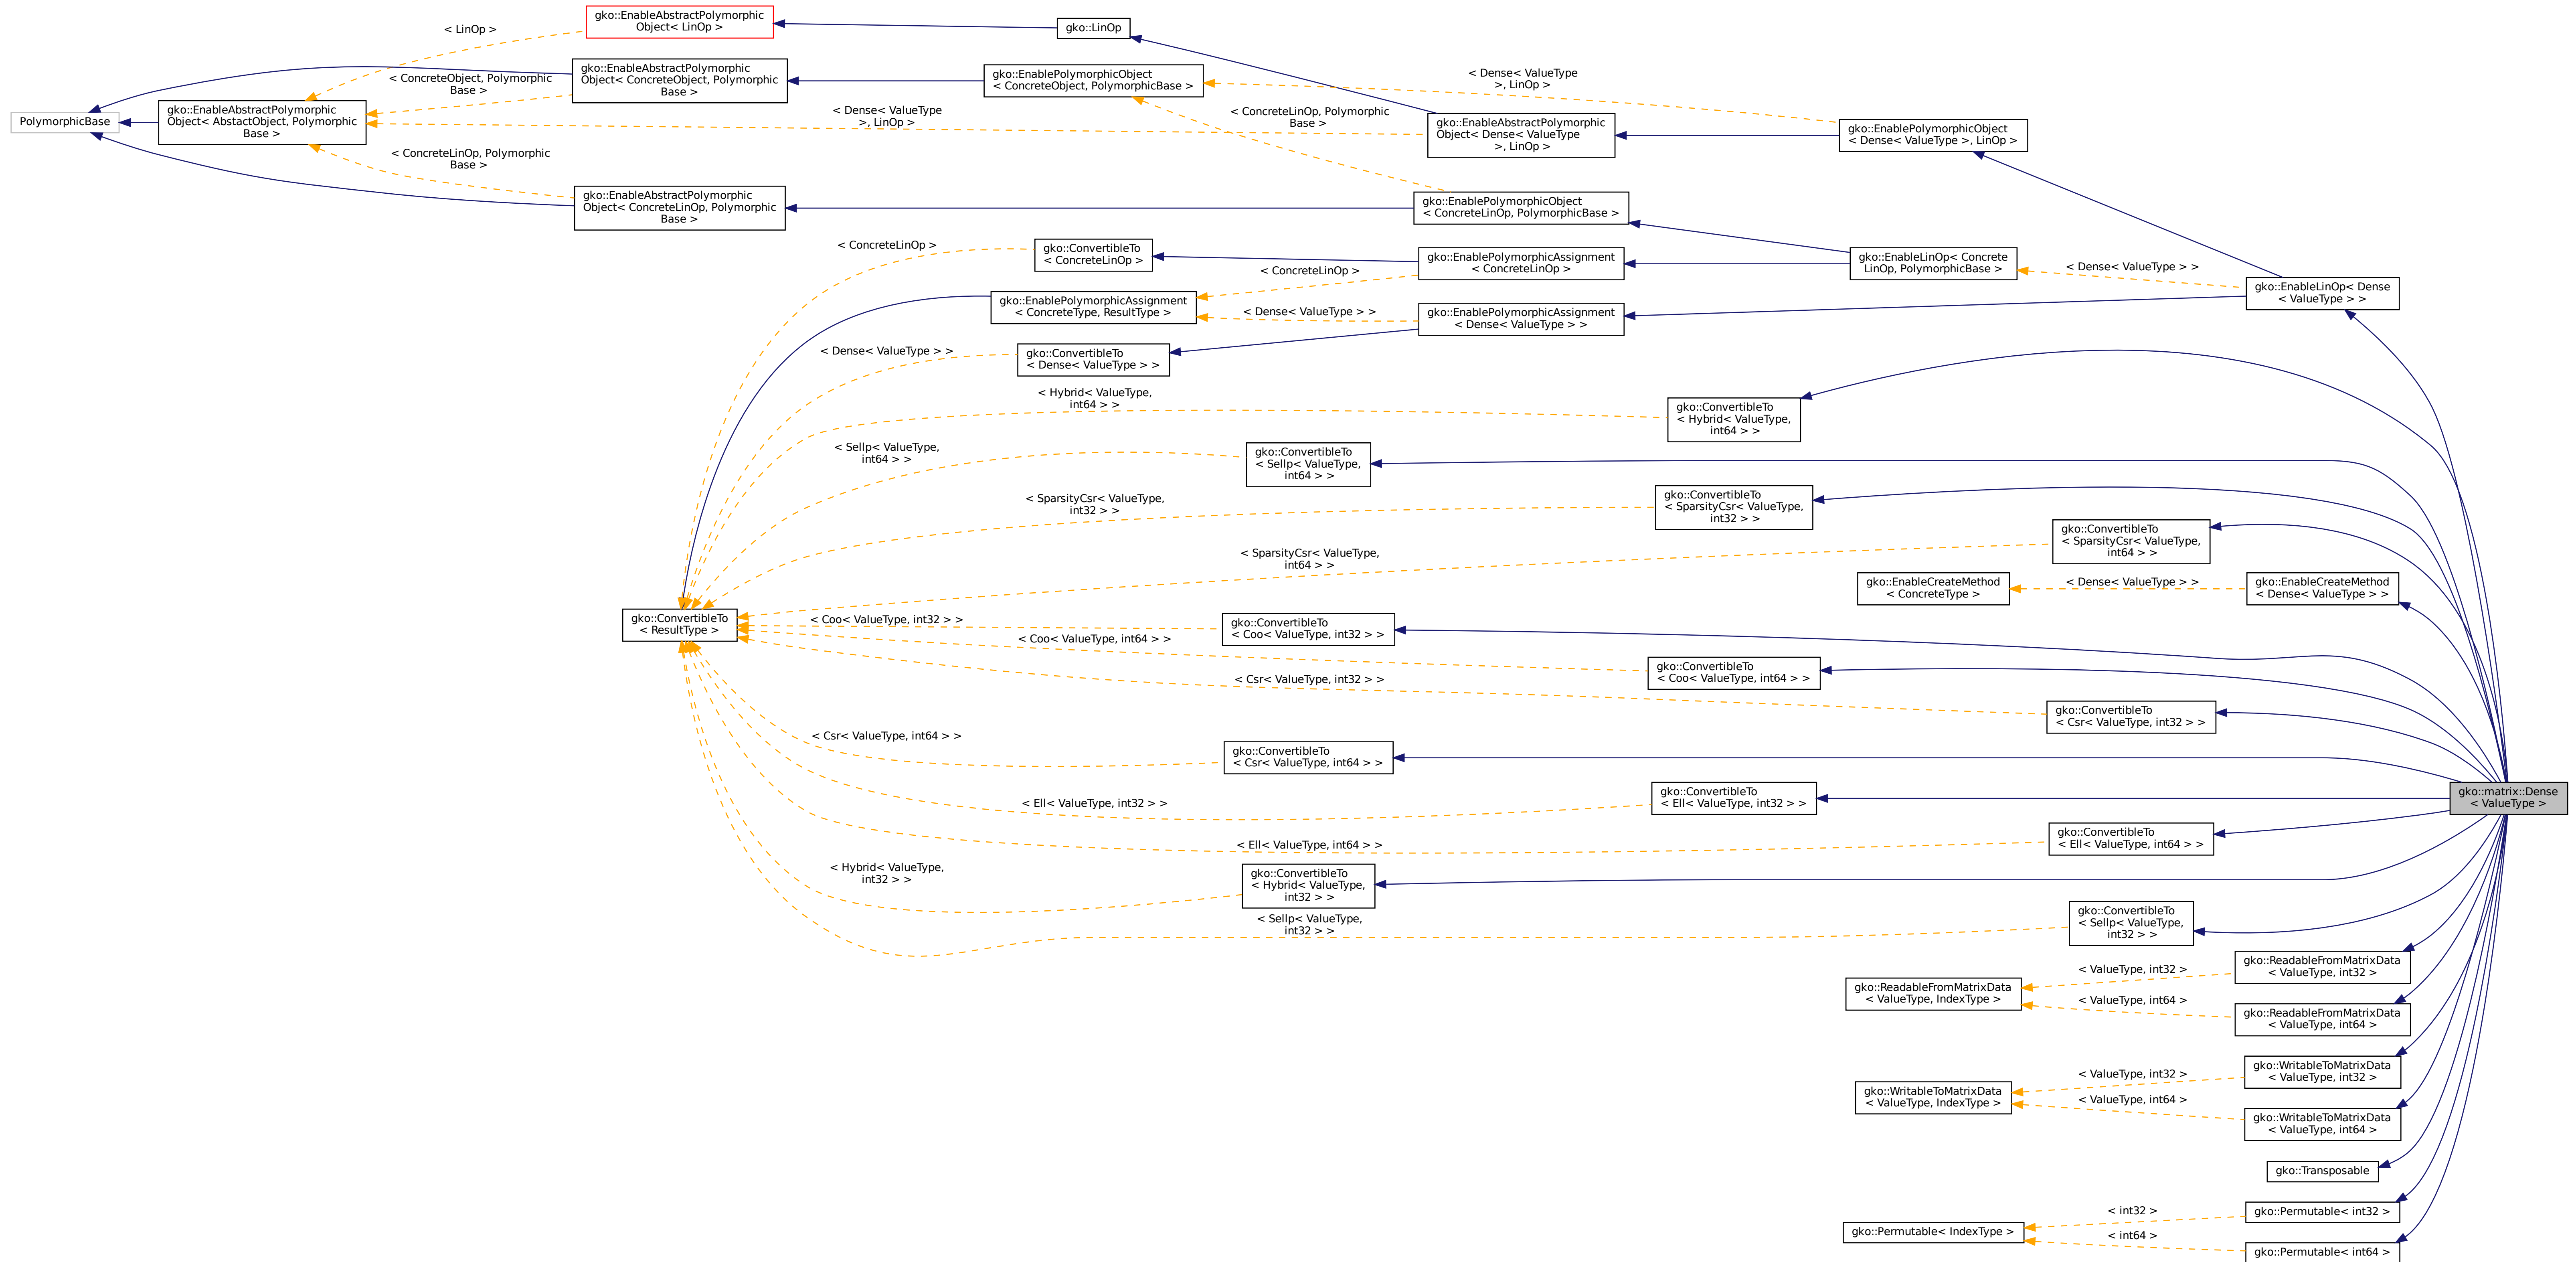 gko::EnableAbstractPolymorphic
Object< LinOp >
gko::LinOp
< LinOp >
gko::EnableAbstractPolymorphic
Object< ConcreteObject, Polymorphic
Base >
< ConcreteObject, Polymorphic
Base >
gko::EnablePolymorphicObject
< ConcreteObject, PolymorphicBase >
< Dense< ValueType
>, LinOp >
PolymorphicBase
gko::EnableAbstractPolymorphic
Object< AbstactObject, Polymorphic
Base >
< Dense< ValueType
>, LinOp >
< ConcreteLinOp, Polymorphic
Base >
gko::EnableAbstractPolymorphic
Object< Dense< ValueType
>, LinOp >
gko::EnablePolymorphicObject
< Dense< ValueType >, LinOp >
< ConcreteLinOp, Polymorphic
Base >
gko::EnableAbstractPolymorphic
Object< ConcreteLinOp, Polymorphic
Base >
gko::EnablePolymorphicObject
< ConcreteLinOp, PolymorphicBase >
< ConcreteLinOp >
gko::ConvertibleTo
< ConcreteLinOp >
gko::EnablePolymorphicAssignment
< ConcreteLinOp >
gko::EnableLinOp< Concrete
LinOp, PolymorphicBase >
< Dense< ValueType > >
gko::EnableLinOp< Dense
< ValueType > >
< ConcreteLinOp >
gko::EnablePolymorphicAssignment
< ConcreteType, ResultType >
< Dense< ValueType > >
gko::EnablePolymorphicAssignment
< Dense< ValueType > >
< Dense< ValueType > >
gko::ConvertibleTo
< Dense< ValueType > >
< Hybrid< ValueType,
int64 > >
gko::ConvertibleTo
< Hybrid< ValueType,
int64 > >
< Sellp< ValueType,
int64 > >
gko::ConvertibleTo
< Sellp< ValueType,
int64 > >
< SparsityCsr< ValueType,
int32 > >
gko::ConvertibleTo
< SparsityCsr< ValueType,
int32 > >
< SparsityCsr< ValueType,
int64 > >
gko::ConvertibleTo
< SparsityCsr< ValueType,
int64 > >
gko::EnableCreateMethod
< ConcreteType >
< Dense< ValueType > >
gko::EnableCreateMethod
< Dense< ValueType > >
gko::ConvertibleTo
< ResultType >
< Coo< ValueType, int32 > >
gko::ConvertibleTo
< Coo< ValueType, int32 > >
< Coo< ValueType, int64 > >
gko::ConvertibleTo
< Coo< ValueType, int64 > >
< Csr< ValueType, int32 > >
gko::ConvertibleTo
< Csr< ValueType, int32 > >
< Csr< ValueType, int64 > >
gko::ConvertibleTo
< Csr< ValueType, int64 > >
gko::matrix::Dense
< ValueType >
< Ell< ValueType, int32 > >
gko::ConvertibleTo
< Ell< ValueType, int32 > >
< Ell< ValueType, int64 > >
gko::ConvertibleTo
< Ell< ValueType, int64 > >
< Hybrid< ValueType,
int32 > >
gko::ConvertibleTo
< Hybrid< ValueType,
int32 > >
< Sellp< ValueType,
int32 > >
gko::ConvertibleTo
< Sellp< ValueType,
int32 > >
gko::ReadableFromMatrixData
< ValueType, IndexType >
< ValueType, int32 >
gko::ReadableFromMatrixData
< ValueType, int32 >
< ValueType, int64 >
gko::ReadableFromMatrixData
< ValueType, int64 >
gko::WritableToMatrixData
< ValueType, IndexType >
< ValueType, int32 >
gko::WritableToMatrixData
< ValueType, int32 >
< ValueType, int64 >
gko::WritableToMatrixData
< ValueType, int64 >
gko::Transposable
gko::Permutable< IndexType >
< int32 >
gko::Permutable< int32 >
< int64 >
gko::Permutable< int64 >